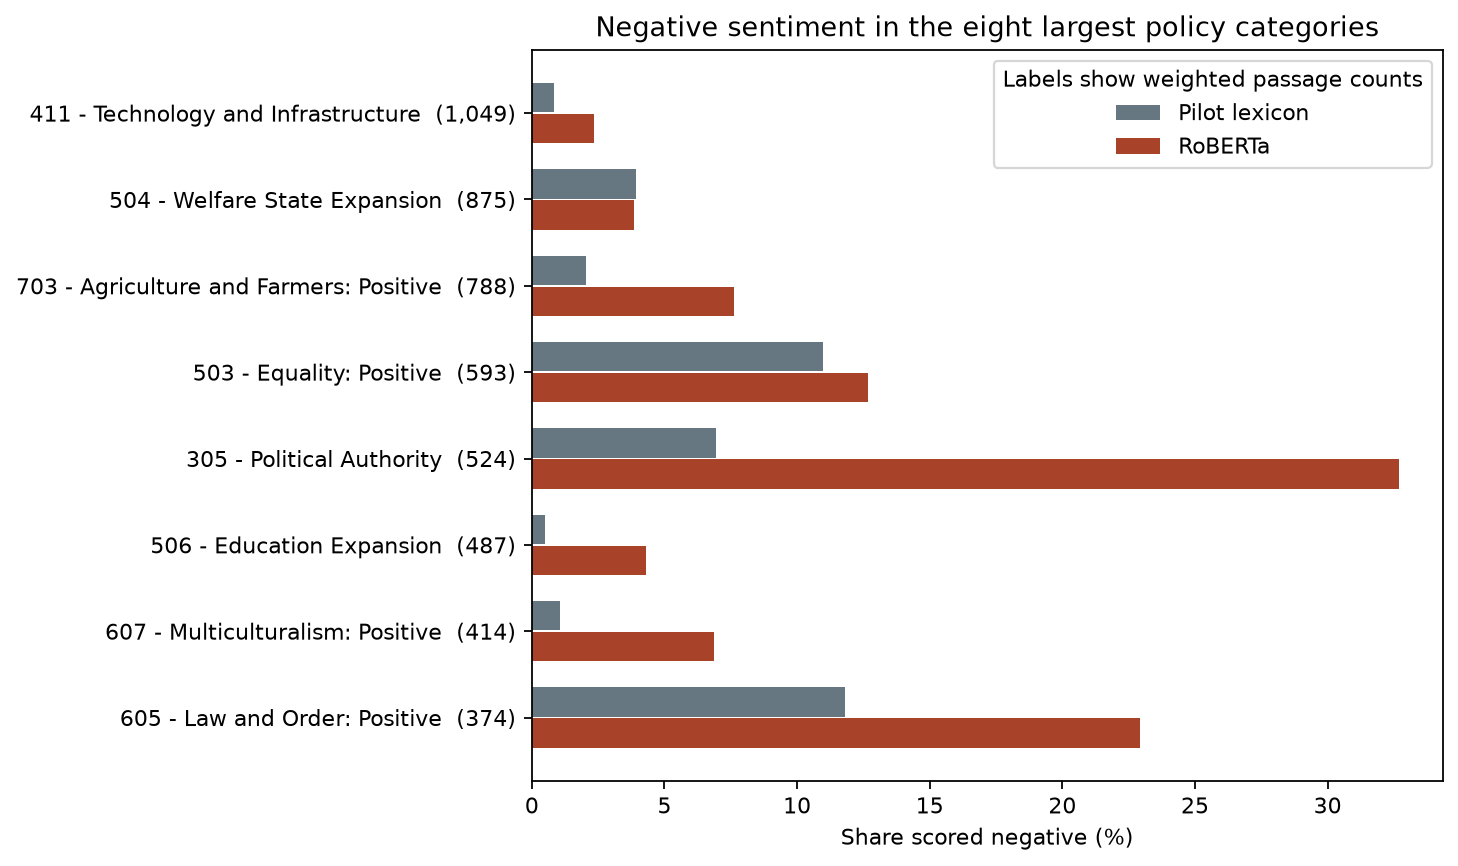 Negative sentiment in the eight largest policy categories
Labels show weighted passage counts
Pilot lexicon
RoBERTa
411 - Technology and Infrastructure (1,049)
504 - Welfare State Expansion (875)
703 - Agriculture and Farmers: Positive (788)
503 - Equality: Positive (593)
305 - Political Authority (524)
506 - Education Expansion (487)
607 - Multiculturalism: Positive (414)
605 - Law and Order: Positive (374)
0 5 10 15 20 25 30
Share scored negative (%)